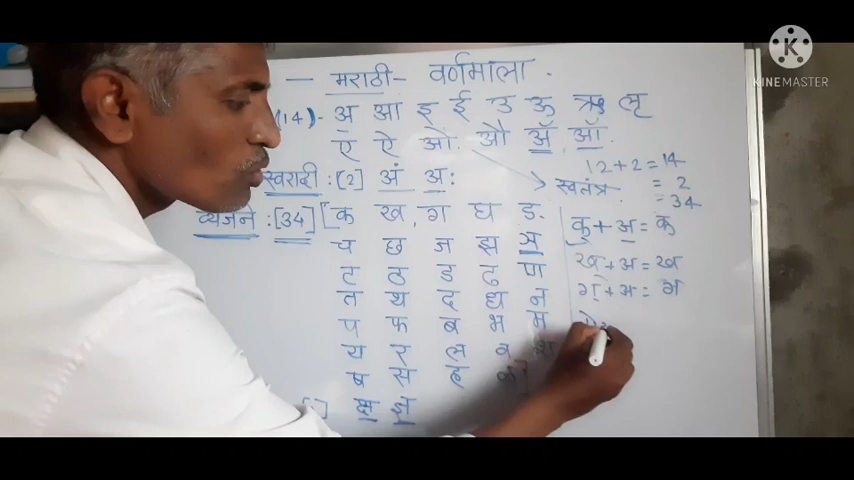 KINEMASTER
— मराठी - वर्णमाला .
(14) - अ आ इ ई उ ऊ ऋ लृ
ए ऐ ओ औ ॲ ऑ
12 + 2 = 14
स्वरादी : [2] अं अः
स्वतंत्र = 2
= 34
व्यंजने : [34] [क ख, ग घ ङ.
च छ ज झ ञ
ट ठ ड ढ ण
त थ द ध न
प फ ब भ म
य र ल व श
ष स ह ळ]
क्ष ज्ञ
क् + अ = क
ख् + अ = ख
ग् + अ = ग